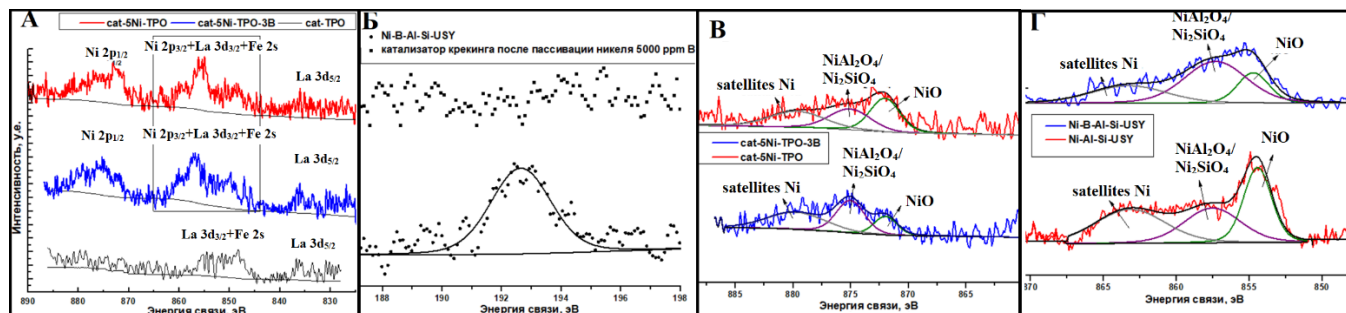 А
cat-5Ni-TPO cat-5Ni-TPO-3B cat-TPO
Ni 2p1/2
1/2
Ni 2p3/2+La 3d3/2+Fe 2s
La 3d5/2
Ni 2p1/2
Ni 2p3/2+La 3d3/2+Fe 2s
La 3d5/2
La 3d3/2+Fe 2s
La 3d5/2
Интенсивность, у.е.
890 880 870 860 850 840 830
Энергия связи, эВ
Б
Ni-B-Al-Si-USY
катализатор крекинга после пассивации никеля 5000 ppm В
188 190 192 194 196 198
Энергия связи, эВ
В
NiAl2O4/
Ni2SiO4
satellites Ni
NiO
cat-5Ni-TPO-3B
cat-5Ni-TPO
NiAl2O4/
Ni2SiO4
satellites Ni
NiO
885 880 875 870 865
Энергия связи, эВ
Г
NiAl2O4/
Ni2SiO4
NiO
satellites Ni
Ni-B-Al-Si-USY
Ni-Al-Si-USY
NiAl2O4/
Ni2SiO4
NiO
satellites Ni
865 860 855 850
Энергия связи, эВ